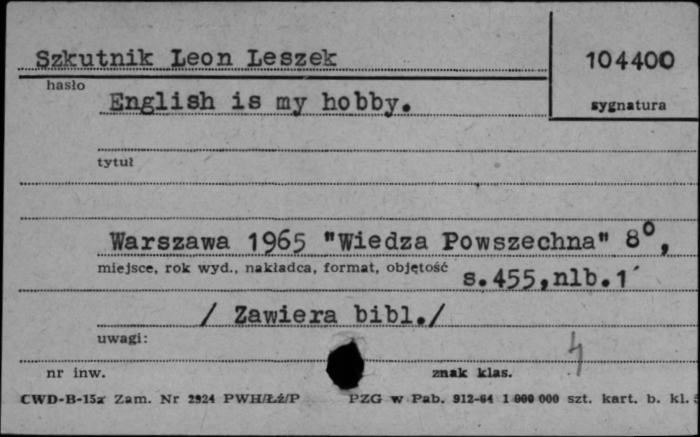 Szkutnik Leon Leszek
104400
hasło
English is my hobby.
sygnatura
tytuł
Warszawa 1965 "Wiedza Powszechna" 8⁰,
miejsce, rok wyd., nakładca, format, objętość
s.455,nlb.1
/ Zawiera bibl./
uwagi:
4
nr inw.
znak klas.
CWD-B-15a Zam. Nr 2924 PWH/Łż/P PZG w Pab. 912-64 1 000 000 szt. kart. b. kl.